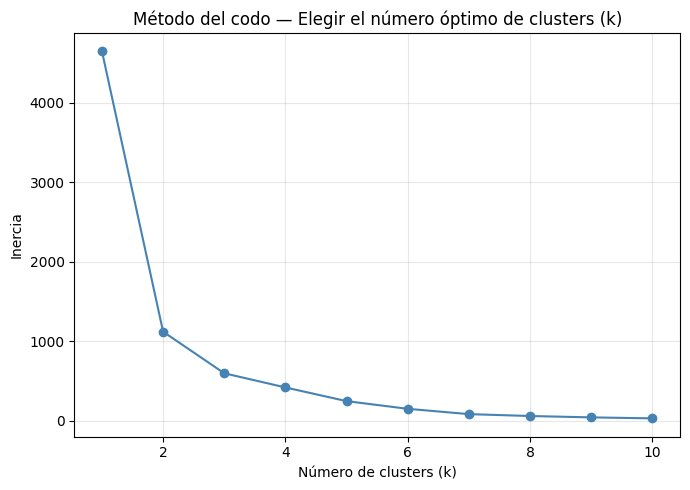 Método del codo — Elegir el número óptimo de clusters (k)
4000
3000
2000
1000
0
Inercia
2 4 6 8 10
Número de clusters (k)